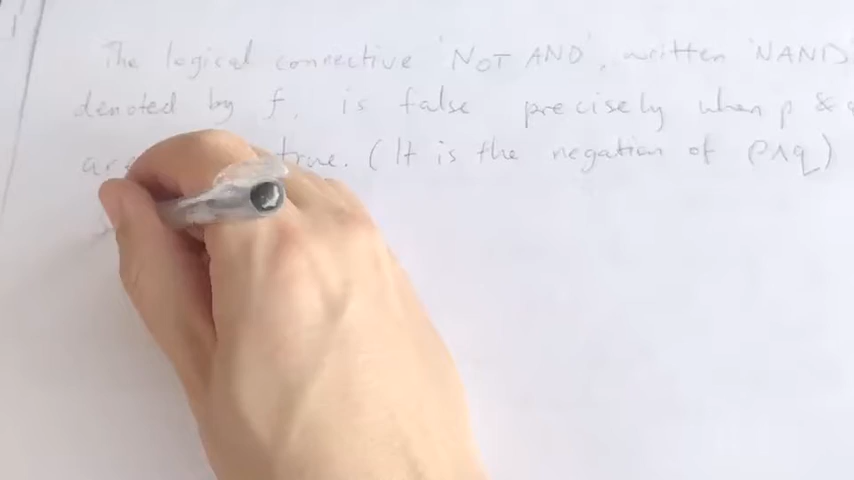 The logical connective 'NOT AND', written 'NAND'
denoted by f, is false precisely when p &
are true. (It is the negation of p∧q)